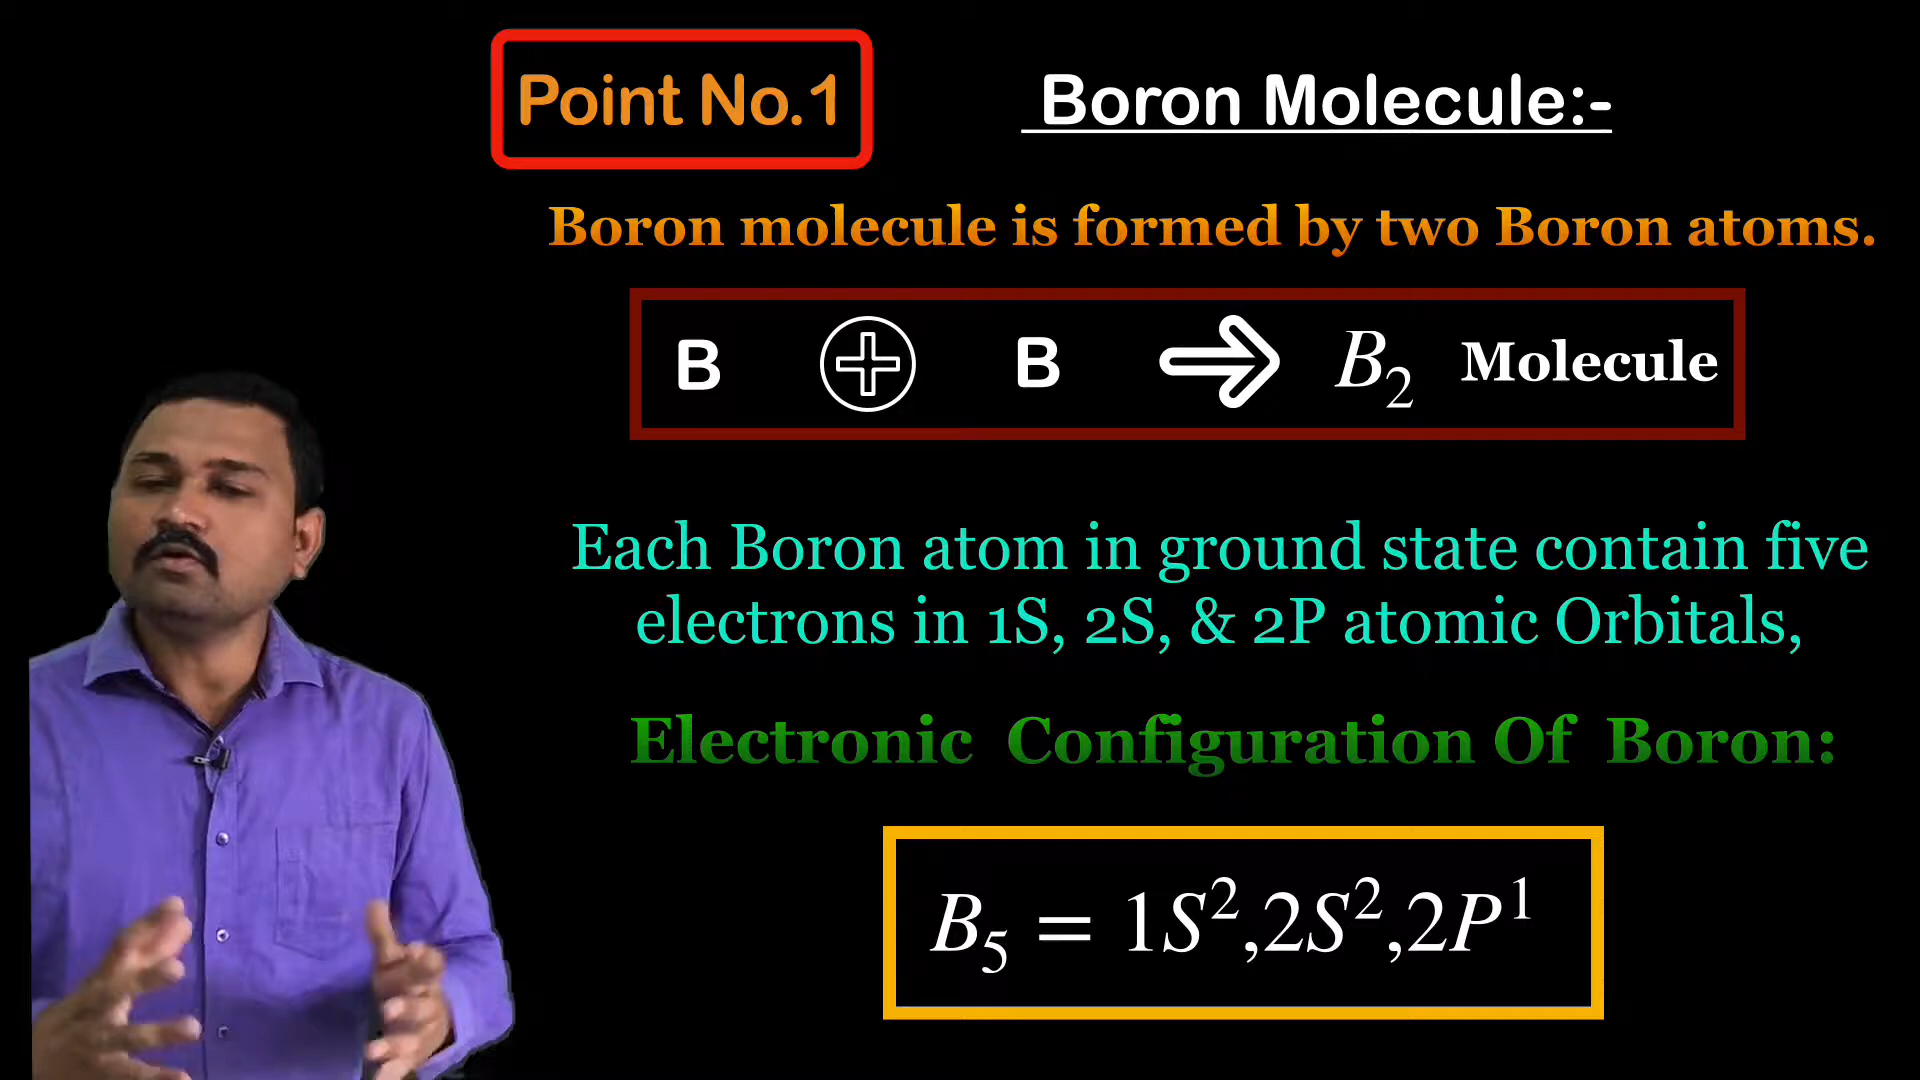 Point No.1
Boron Molecule:-
Boron molecule is formed by two Boron atoms.
B ⊕ B ⇒ B₂ Molecule
Each Boron atom in ground state contain five
electrons in 1S, 2S, & 2P atomic Orbitals,
Electronic Configuration Of Boron:
B₅ = 1S²,2S²,2P¹